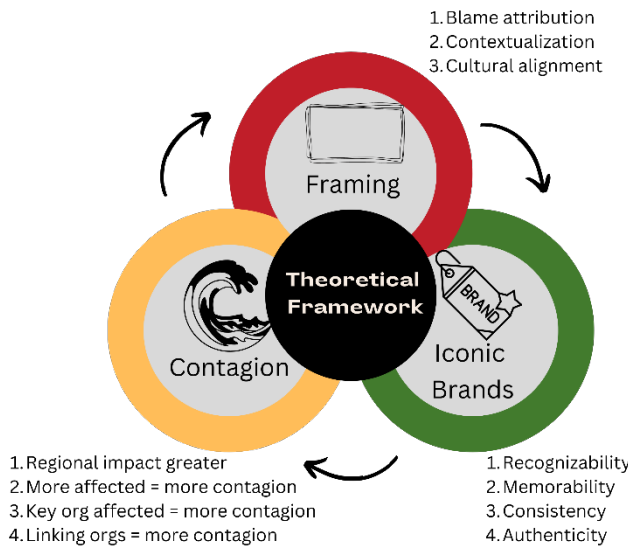 1. Blame attribution
2. Contextualization
3. Cultural alignment
Framing
Theoretical
Framework
BRAND
Contagion
Iconic
Brands
1. Regional impact greater
2. More affected = more contagion
3. Key org affected = more contagion
4. Linking orgs = more contagion
1. Recognizability
2. Memorability
3. Consistency
4. Authenticity